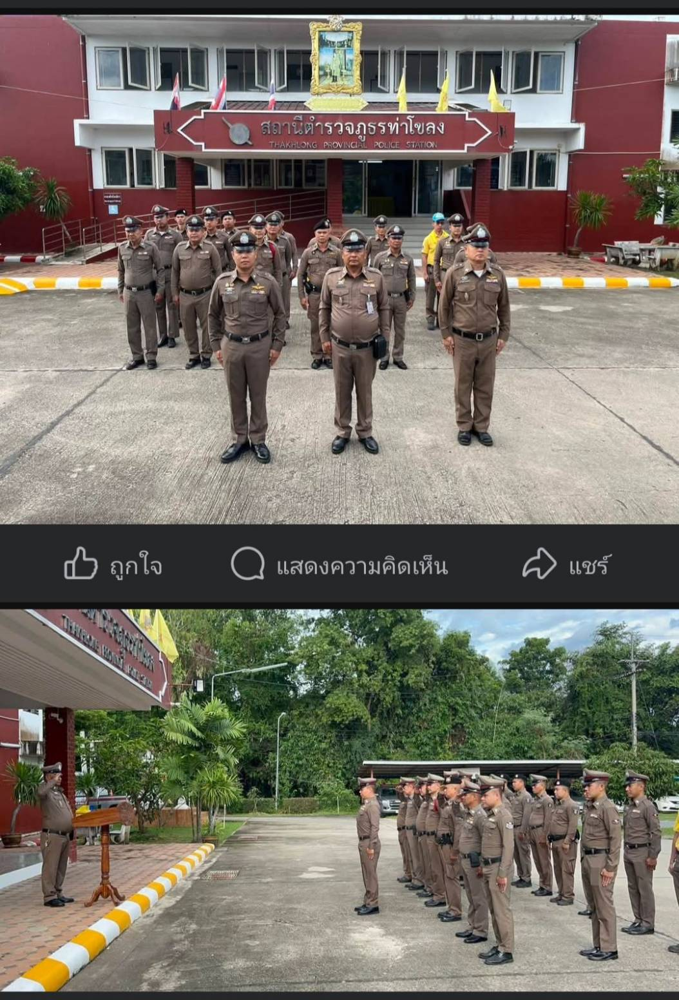 สถานีตำรวจภูธรท่าโขลง
THAKHLONG PROVINCIAL POLICE STATION
ถูกใจ
แสดงความคิดเห็น
แชร์